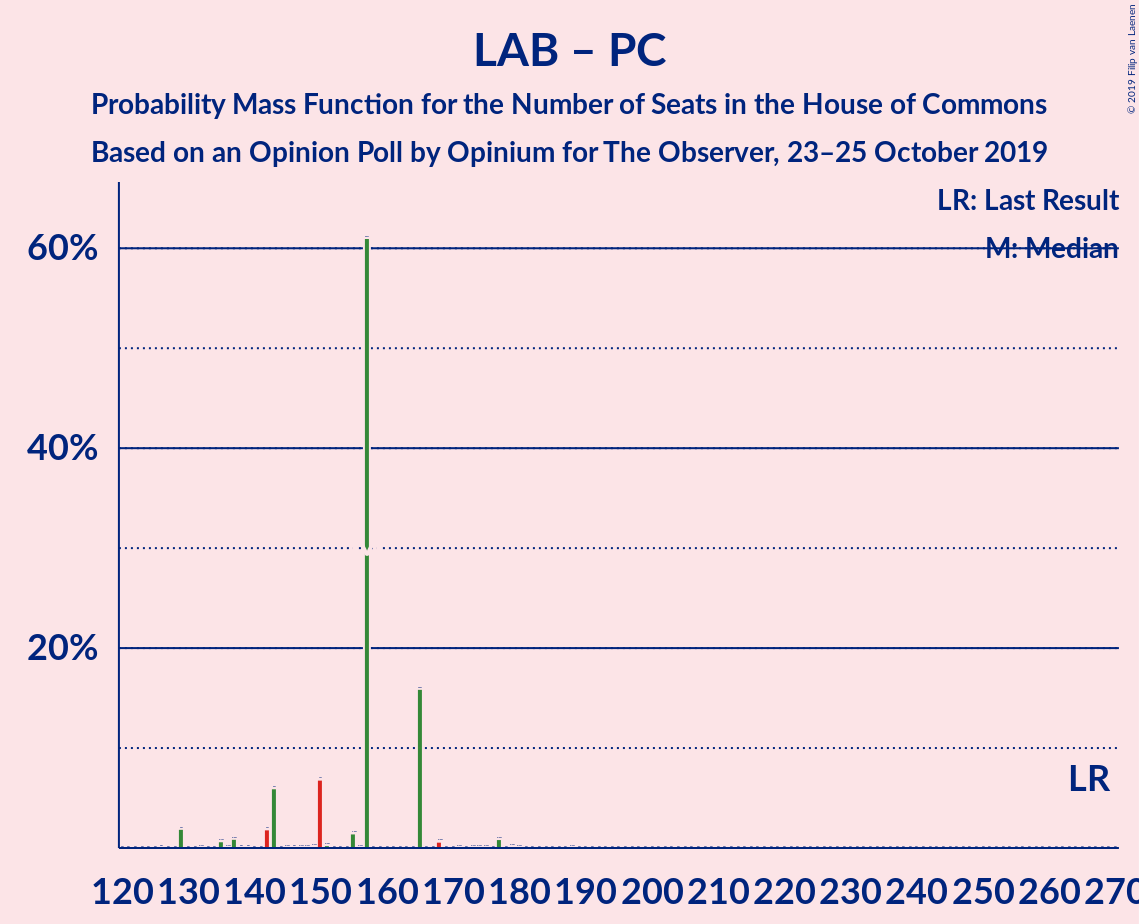 LAB – PC
Probability Mass Function for the Number of Seats in the House of Commons
Based on an Opinion Poll by Opinium for The Observer, 23–25 October 2019
© 2019 Filip van Laenen
LR: Last Result
M: Median
60%
40%
20%
LR
120 130 140 150 160 170 180 190 200 210 220 230 240 250 260 270